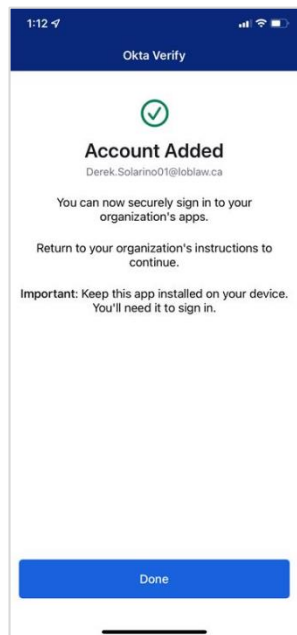 1:12
Okta Verify
Account Added
Derek.Solarino01@loblaw.ca
You can now securely sign in to your
organization's apps.
Return to your organization's instructions to
continue.
Important: Keep this app installed on your device.
You'll need it to sign in.
Done